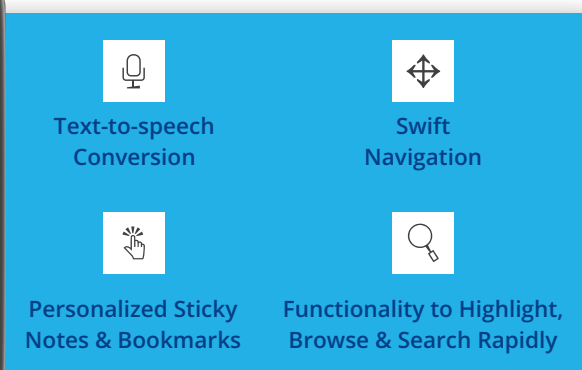 Text-to-speech
Conversion
Swift
Navigation
Personalized Sticky
Notes & Bookmarks
Functionality to Highlight,
Browse & Search Rapidly